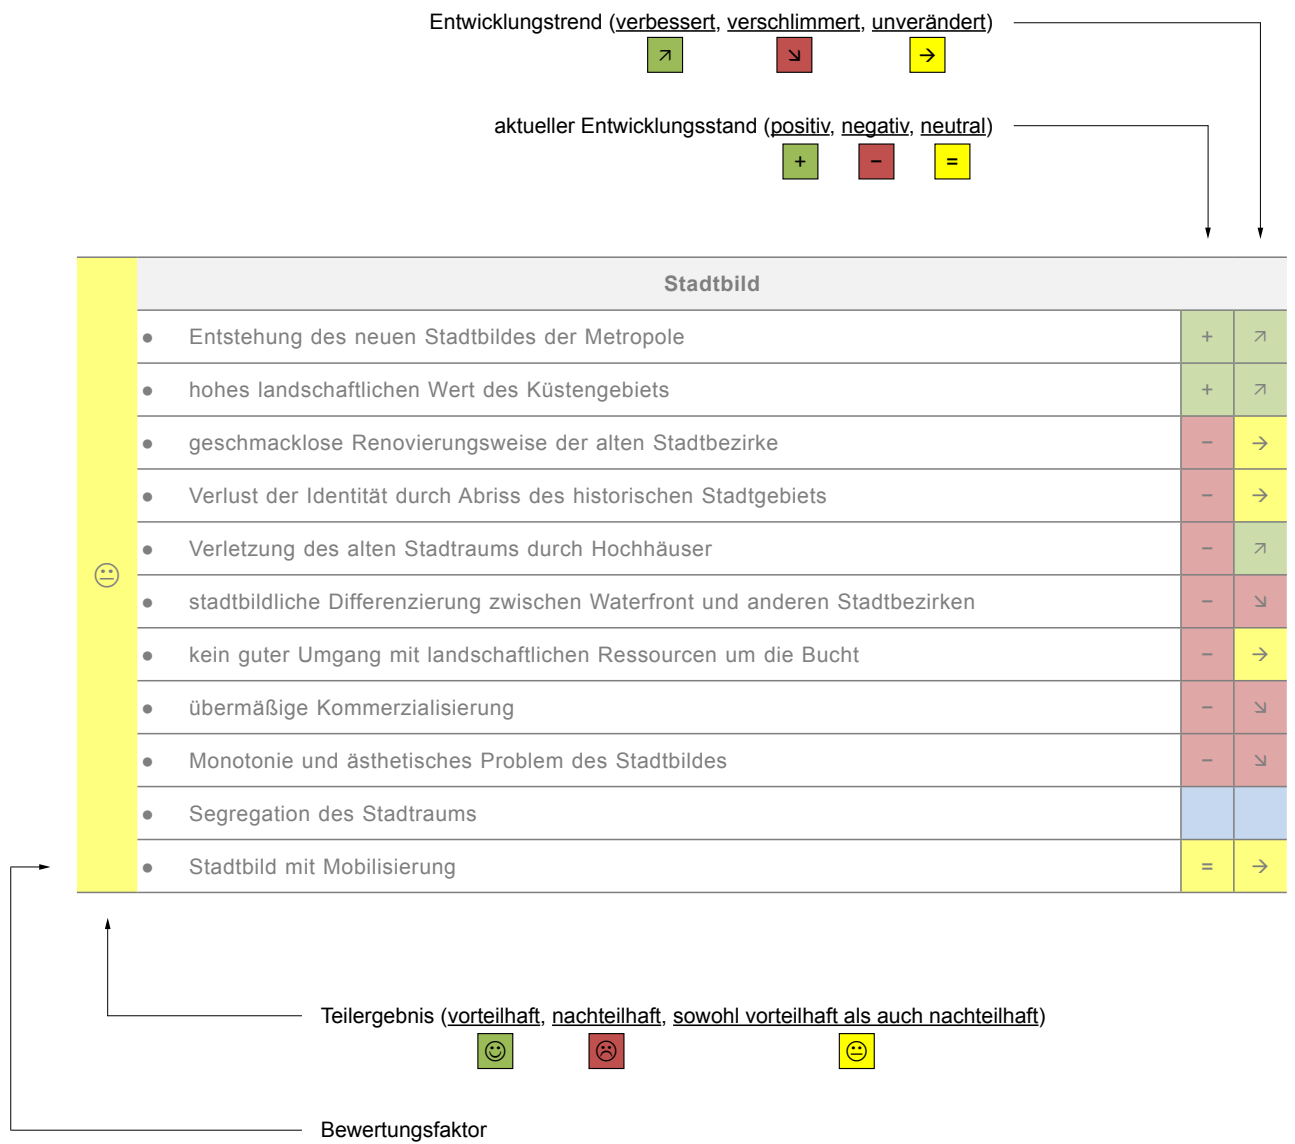 Entwicklungstrend (verbessert, verschlimmert, unverändert)
↗ ↘ →
aktueller Entwicklungsstand (positiv, negativ, neutral)
+ − =
Stadtbild
● Entstehung des neuen Stadtbildes der Metropole + ↗
● hohes landschaftlichen Wert des Küstengebiets + ↗
● geschmacklose Renovierungsweise der alten Stadtbezirke − →
● Verlust der Identität durch Abriss des historischen Stadtgebiets − →
● Verletzung des alten Stadtraums durch Hochhäuser − ↗
● stadtbildliche Differenzierung zwischen Waterfront und anderen Stadtbezirken − ↘
● kein guter Umgang mit landschaftlichen Ressourcen um die Bucht − →
● übermäßige Kommerzialisierung − ↘
● Monotonie und ästhetisches Problem des Stadtbildes − ↘
● Segregation des Stadtraums
● Stadtbild mit Mobilisierung = →
Teilergebnis (vorteilhaft, nachteilhaft, sowohl vorteilhaft als auch nachteilhaft)
Bewertungsfaktor